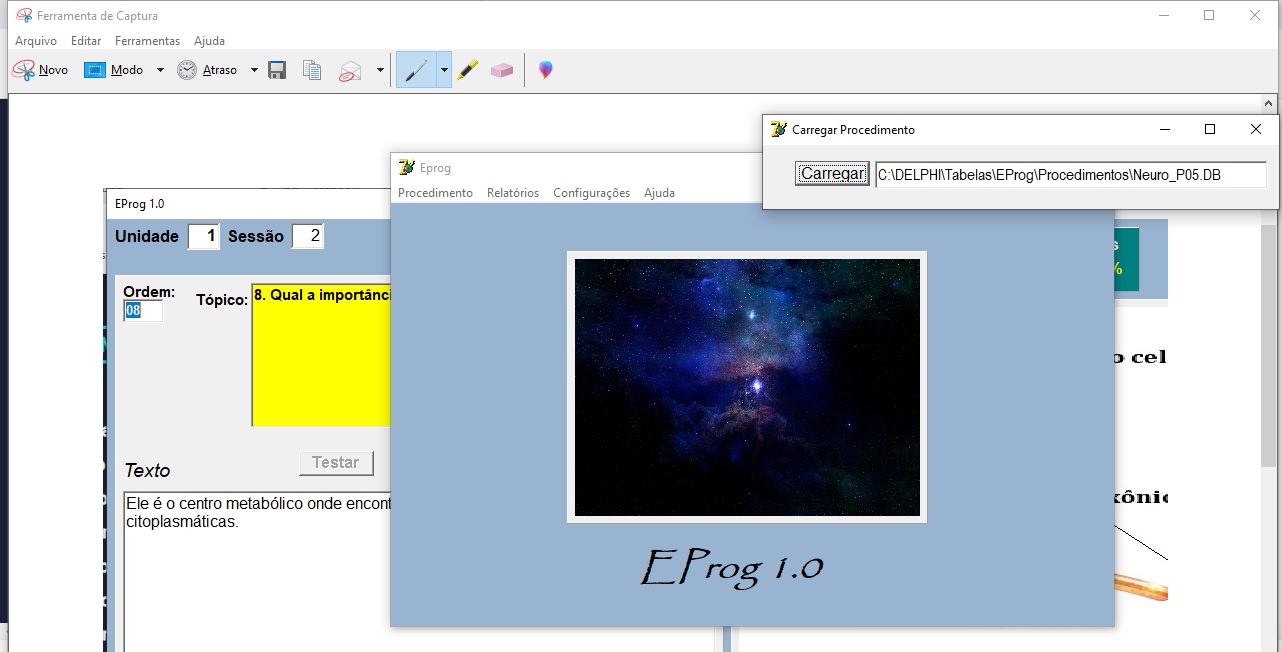 Ferramenta de Captura
Arquivo Editar Ferramentas Ajuda
Novo Modo Atraso
Carregar Procedimento
Carregar C:\DELPHI\Tabelas\EProg\Procedimentos\Neuro_P05.DB
Eprog
Procedimento Relatórios Configurações Ajuda
EProg 1.0
EProg 1.0
Unidade 1 Sessão 2
Ordem:
08
Tópico: 8. Qual a importânci
Testar
Texto
Ele é o centro metabólico onde encont
citoplasmáticas.
s
%
o cel
xônic